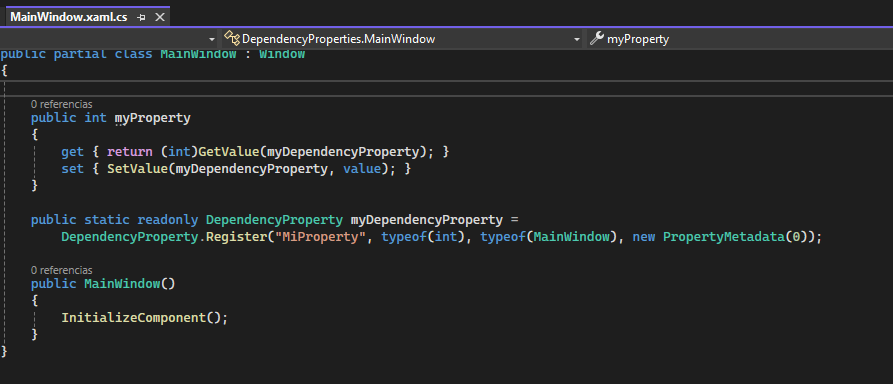 MainWindow.xaml.cs
DependencyProperties.MainWindow
myProperty
public partial class MainWindow : Window
{
0 referencias
public int myProperty
{
get { return (int)GetValue(myDependencyProperty); }
set { SetValue(myDependencyProperty, value); }
}
public static readonly DependencyProperty myDependencyProperty =
DependencyProperty.Register("MiProperty", typeof(int), typeof(MainWindow), new PropertyMetadata(0));
0 referencias
public MainWindow()
{
InitializeComponent();
}
}